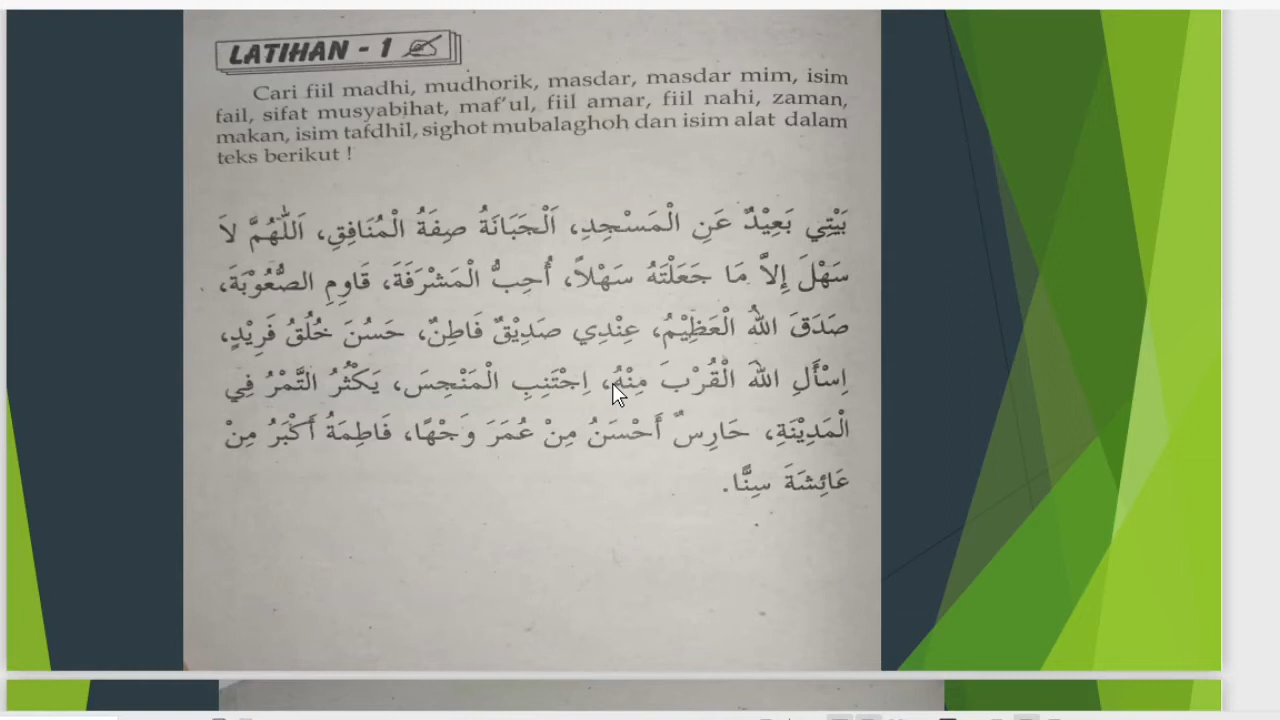 LATIHAN - 1
Cari fiil madhi, mudhorik, masdar, masdar mim, isim
fail, sifat musyabihat, maf'ul, fiil amar, fiil nahi, zaman,
makan, isim tafdhil, sighot mubalaghoh dan isim alat dalam
teks berikut !
بَيْتِي بَعِيْدٌ عَنِ الْمَسْجِدِ، اَلْجَبَانَةُ صِفَةُ الْمُنَافِقِ، اَللّٰهُمَّ لَا
سَهْلَ إِلاَّ مَا جَعَلْتَهُ سَهْلاً، أُحِبُّ الْمَشْرَفَةَ، قَاوِمِ الصُّعُوْبَةَ،
صَدَقَ اللهُ الْعَظِيْمُ، عِنْدِي صَدِيْقٌ فَاطِنٌ، حَسُنَ خُلُقُ فَرِيْدٍ،
اِسْأَلِ اللهَ الْقُرْبَ مِنْهُ، اِجْتَنِبِ الْمَنْجِسَ، يَكْثُرُ التَّمْرُ فِي
الْمَدِيْنَةِ، حَارِسٌ أَحْسَنُ مِنْ عُمَرَ وَجْهًا، فَاطِمَةُ أَكْبَرُ مِنْ
عَائِشَةَ سِنًّا.